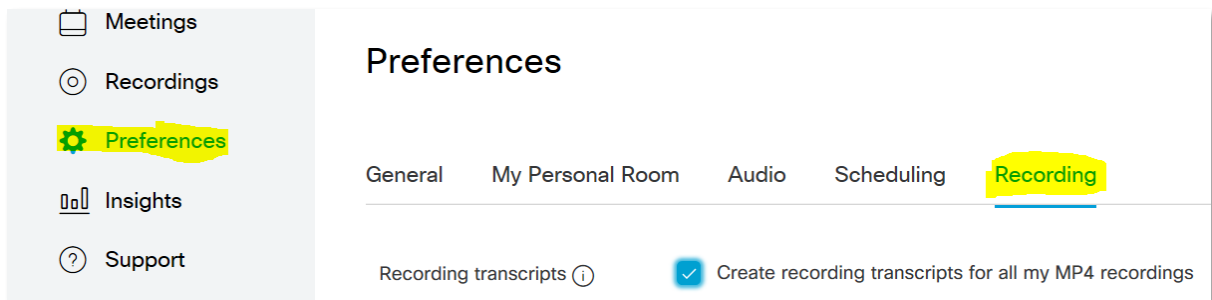 Meetings
Recordings
Preferences
Insights
Support
Preferences
General My Personal Room Audio Scheduling Recording
Recording transcripts Create recording transcripts for all my MP4 recordings